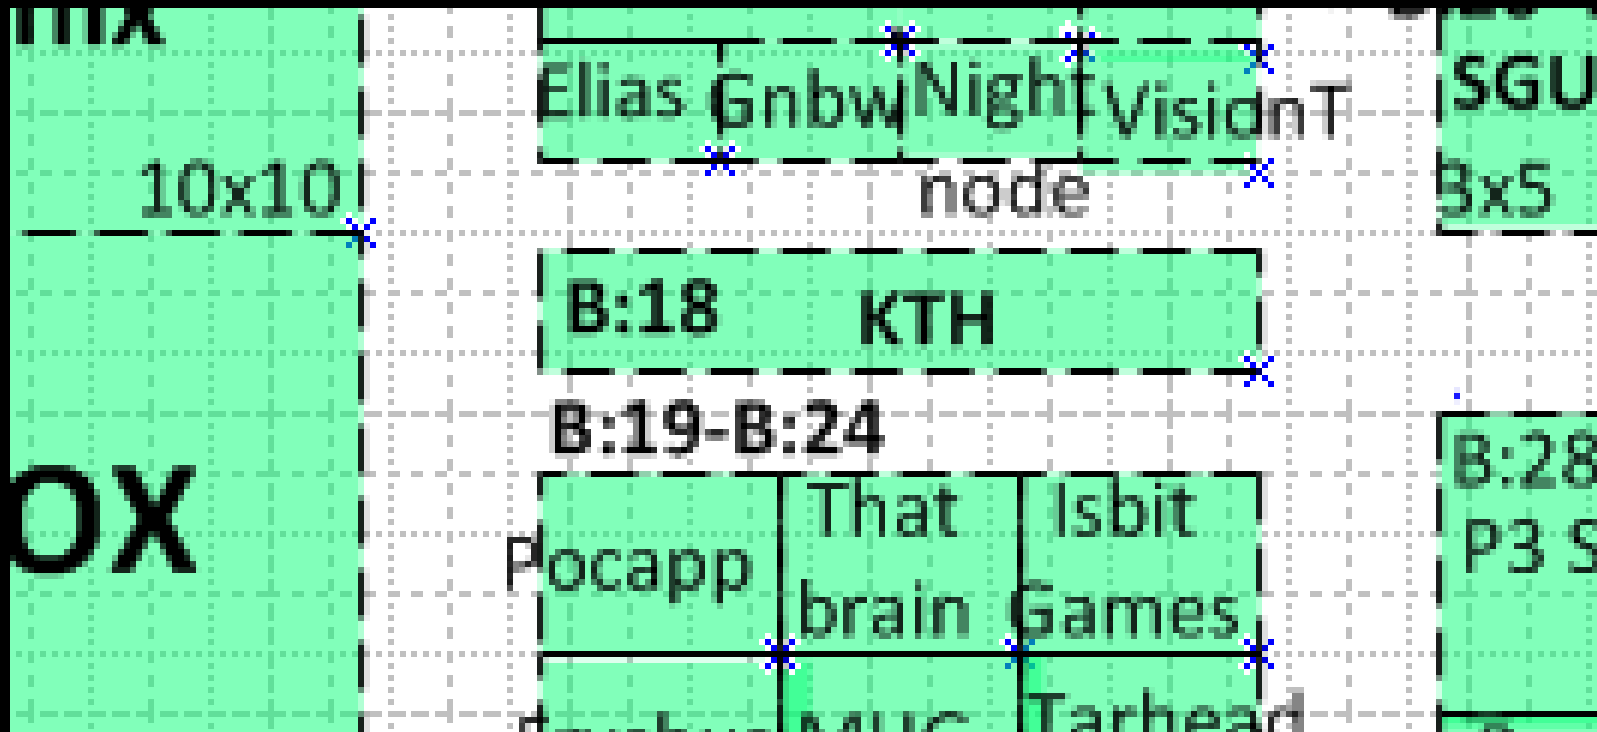 10x10
OX
Elias Gnbw Night VisionT
node
B:18 KTH
B:19-B:24
Pocapp
That
brain
Isbit
Games
Tarhead
SGU
3x5
B:28
P3 S